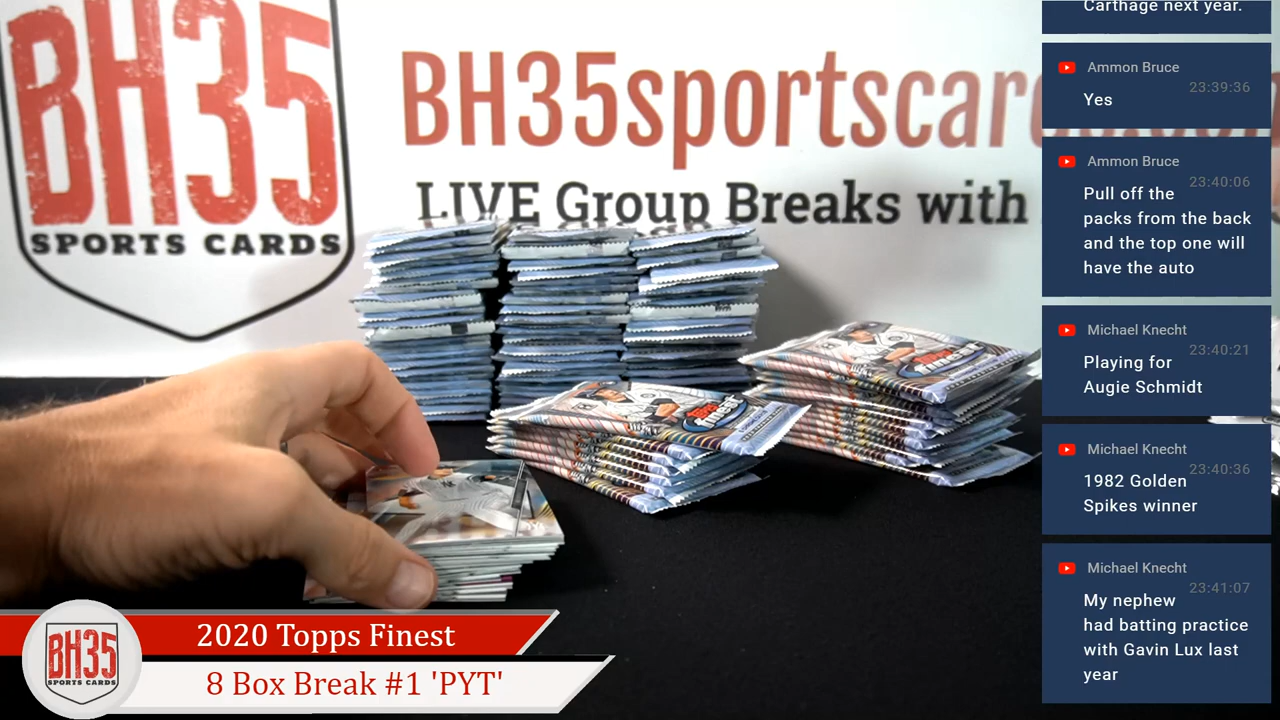 BH35
SPORTS CARDS
BH35sportscar
LIVE Group Breaks with
Carthage next year.
Ammon Bruce
23:39:36
Yes
Ammon Bruce
23:40:06
Pull off the
packs from the back
and the top one will
have the auto
Michael Knecht
23:40:21
Playing for
Augie Schmidt
Michael Knecht
23:40:36
1982 Golden
Spikes winner
Michael Knecht
23:41:07
My nephew
had batting practice
with Gavin Lux last
year
finest
finest
BH35
SPORTS CARDS
2020 Topps Finest
8 Box Break #1 'PYT'